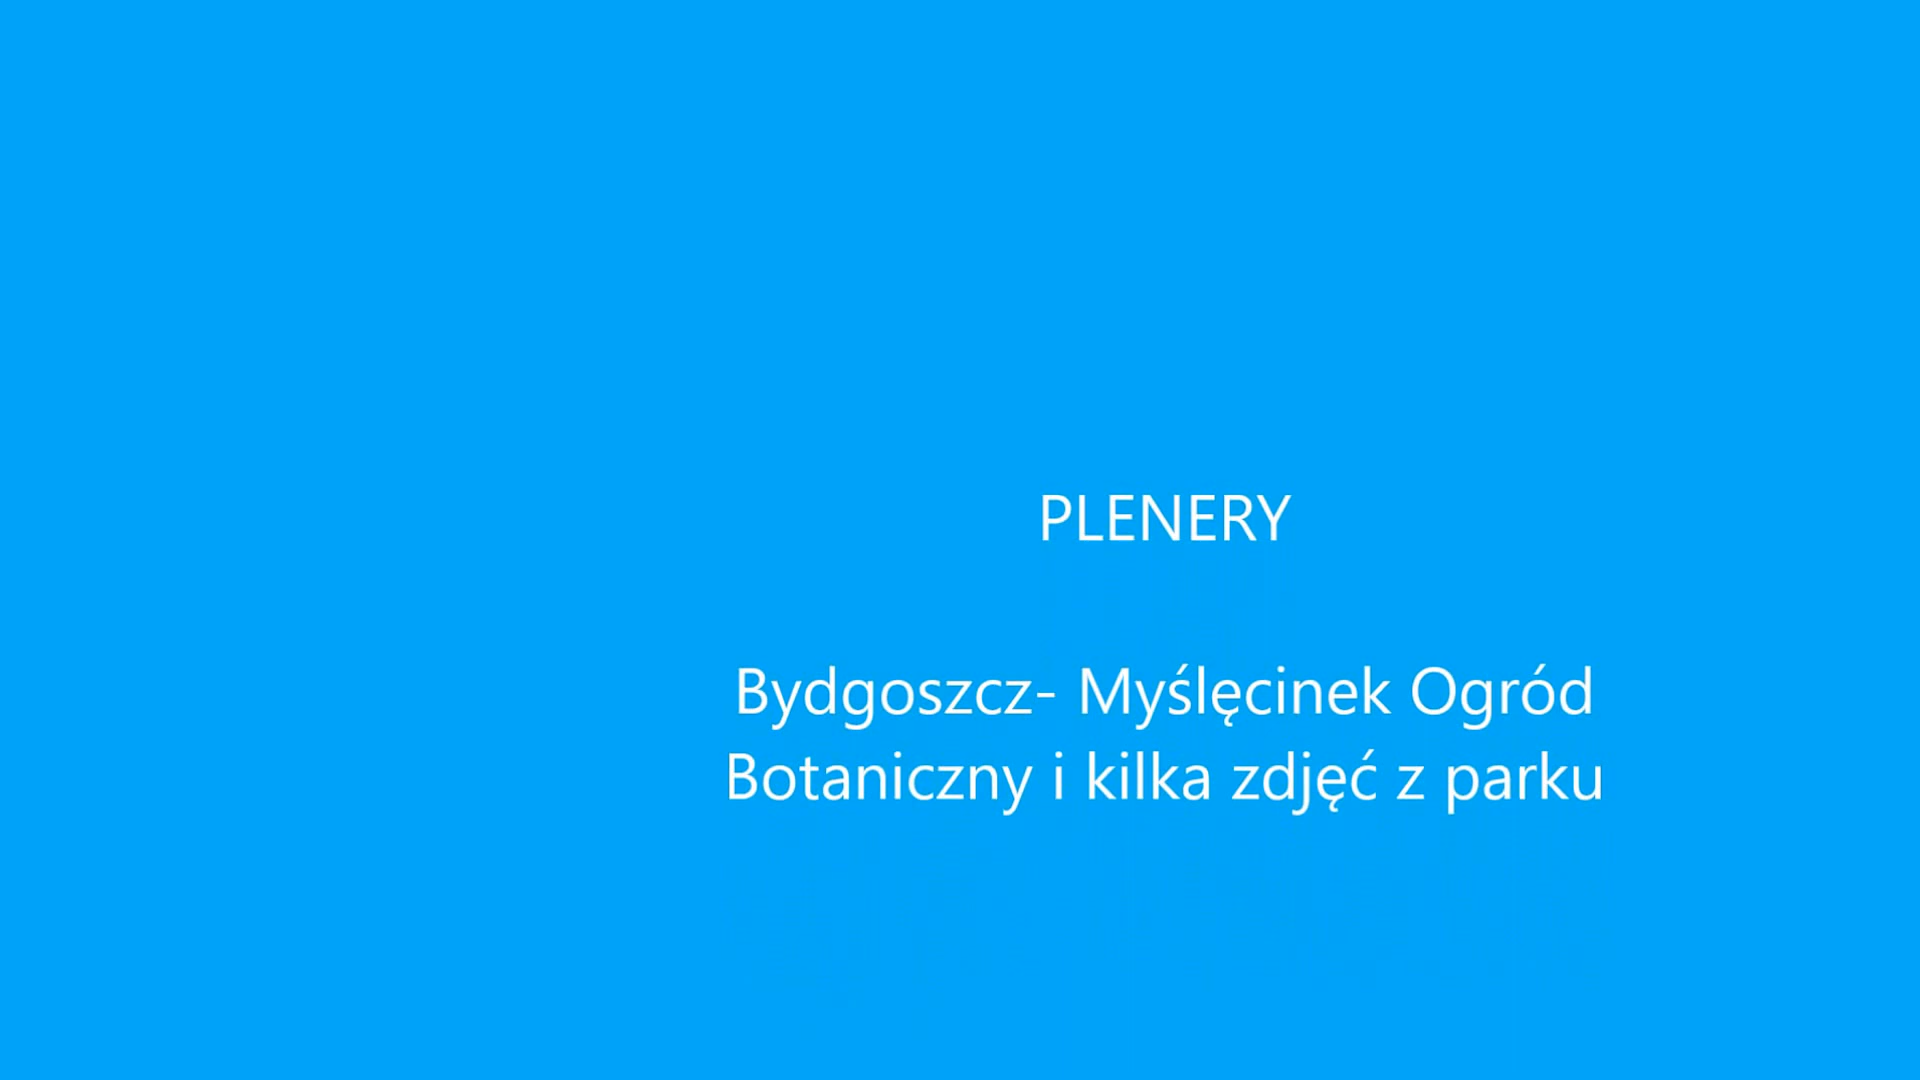 PLENERY
Bydgoszcz- Myślęcinek Ogród
Botaniczny i kilka zdjęć z parku